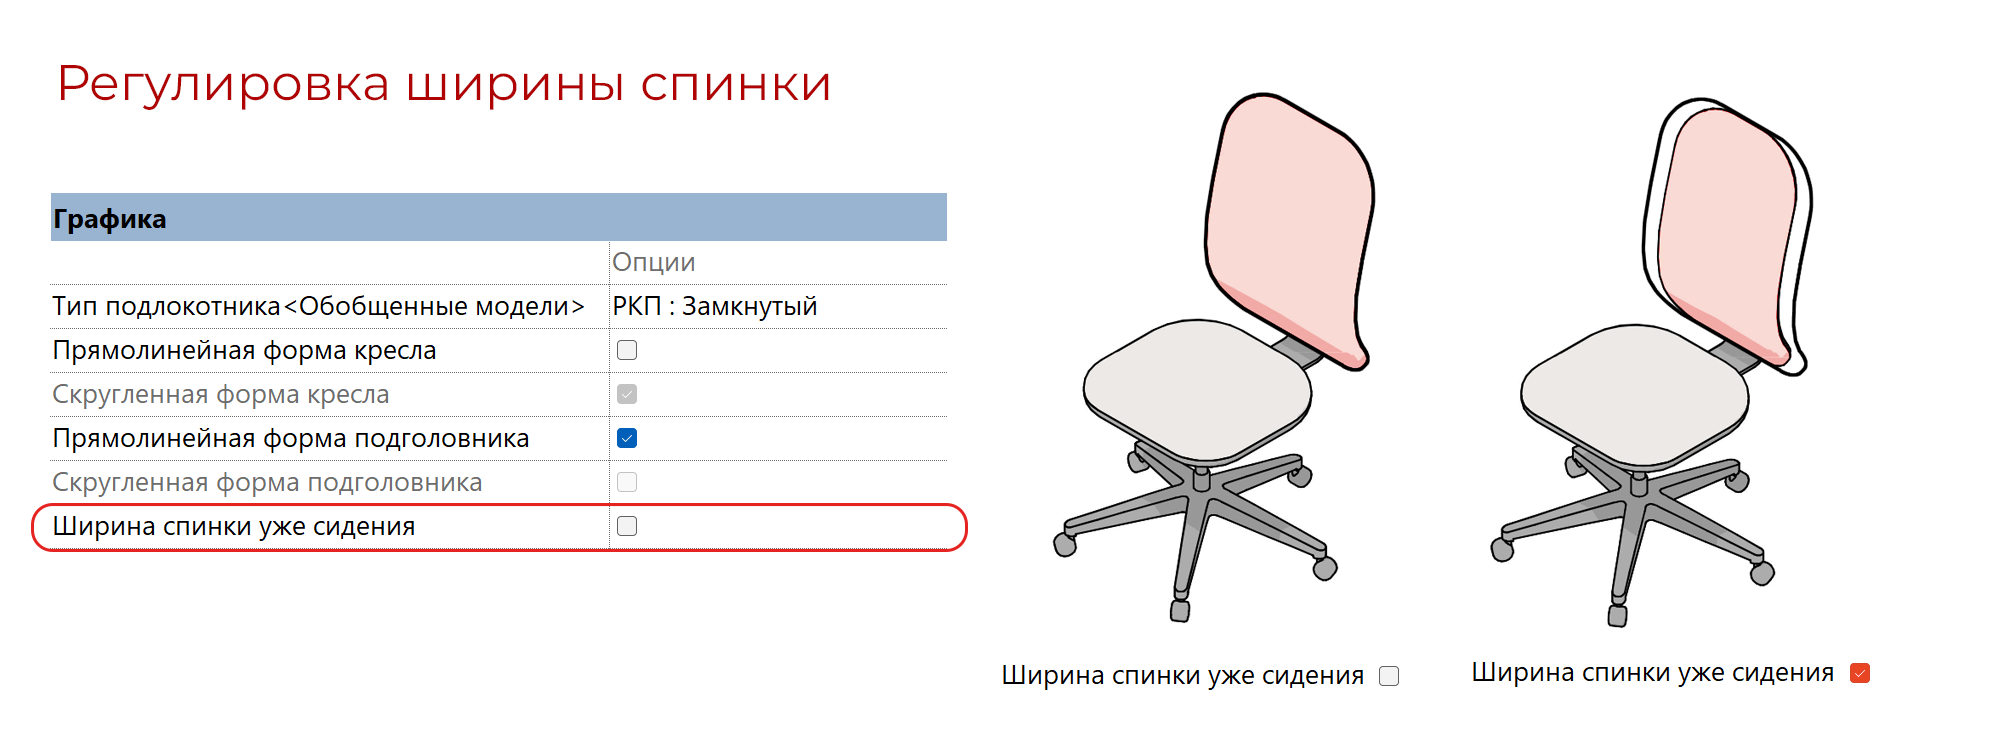 Регулировка ширины спинки
Графика
Опции
Тип подлокотника<Обобщенные модели> РКП : Замкнутый
Прямолинейная форма кресла
Скругленная форма кресла
Прямолинейная форма подголовника
Скругленная форма подголовника
Ширина спинки уже сидения
Ширина спинки уже сидения
Ширина спинки уже сидения